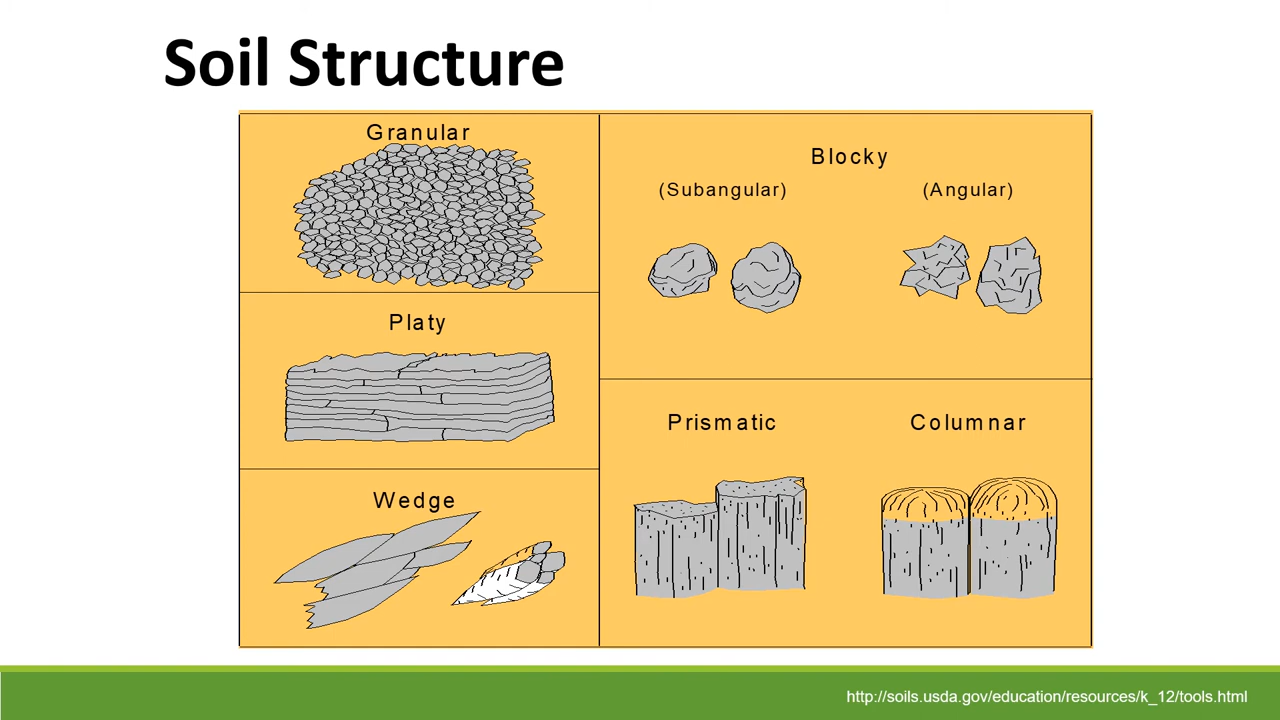 Soil Structure
Granular
Platy
Wedge
Blocky
(Subangular)
(Angular)
Prismatic
Columnar
http://soils.usda.gov/education/resources/k_12/tools.html